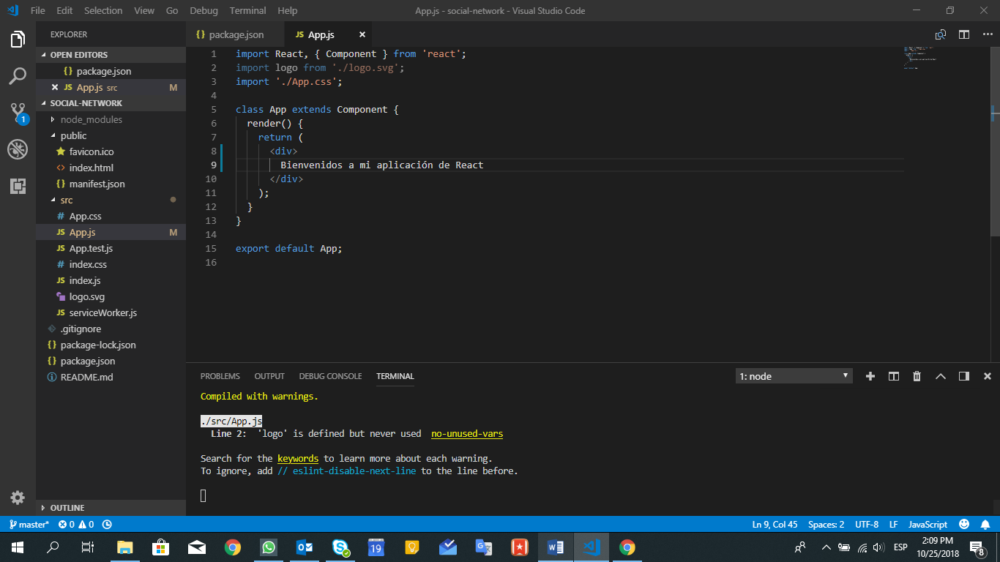 File Edit Selection View Go Debug Terminal Help
App.js - social-network - Visual Studio Code
EXPLORER
OPEN EDITORS
{} package.json
JS App.js src M
SOCIAL-NETWORK
node_modules
public
favicon.ico
<> index.html
{} manifest.json
src
# App.css
JS App.js M
JS App.test.js
# index.css
JS index.js
logo.svg
JS serviceWorker.js
.gitignore
{} package-lock.json
{} package.json
README.md
OUTLINE
1
{} package.json
JS App.js
1 import React, { Component } from 'react';
2 import logo from './logo.svg';
3 import './App.css';
4
5 class App extends Component {
6 render() {
7 return (
8 <div>
9 Bienvenidos a mi aplicación de React
10 </div>
11 );
12 }
13 }
14
15 export default App;
16
PROBLEMS OUTPUT DEBUG CONSOLE TERMINAL
1: node
Compiled with warnings.
./src/App.js
Line 2: 'logo' is defined but never used no-unused-vars
Search for the keywords to learn more about each warning.
To ignore, add // eslint-disable-next-line to the line before.
master* 0 0
Ln 9, Col 45 Spaces: 2 UTF-8 LF JavaScript
19
ESP
2:09 PM
10/25/2018
8